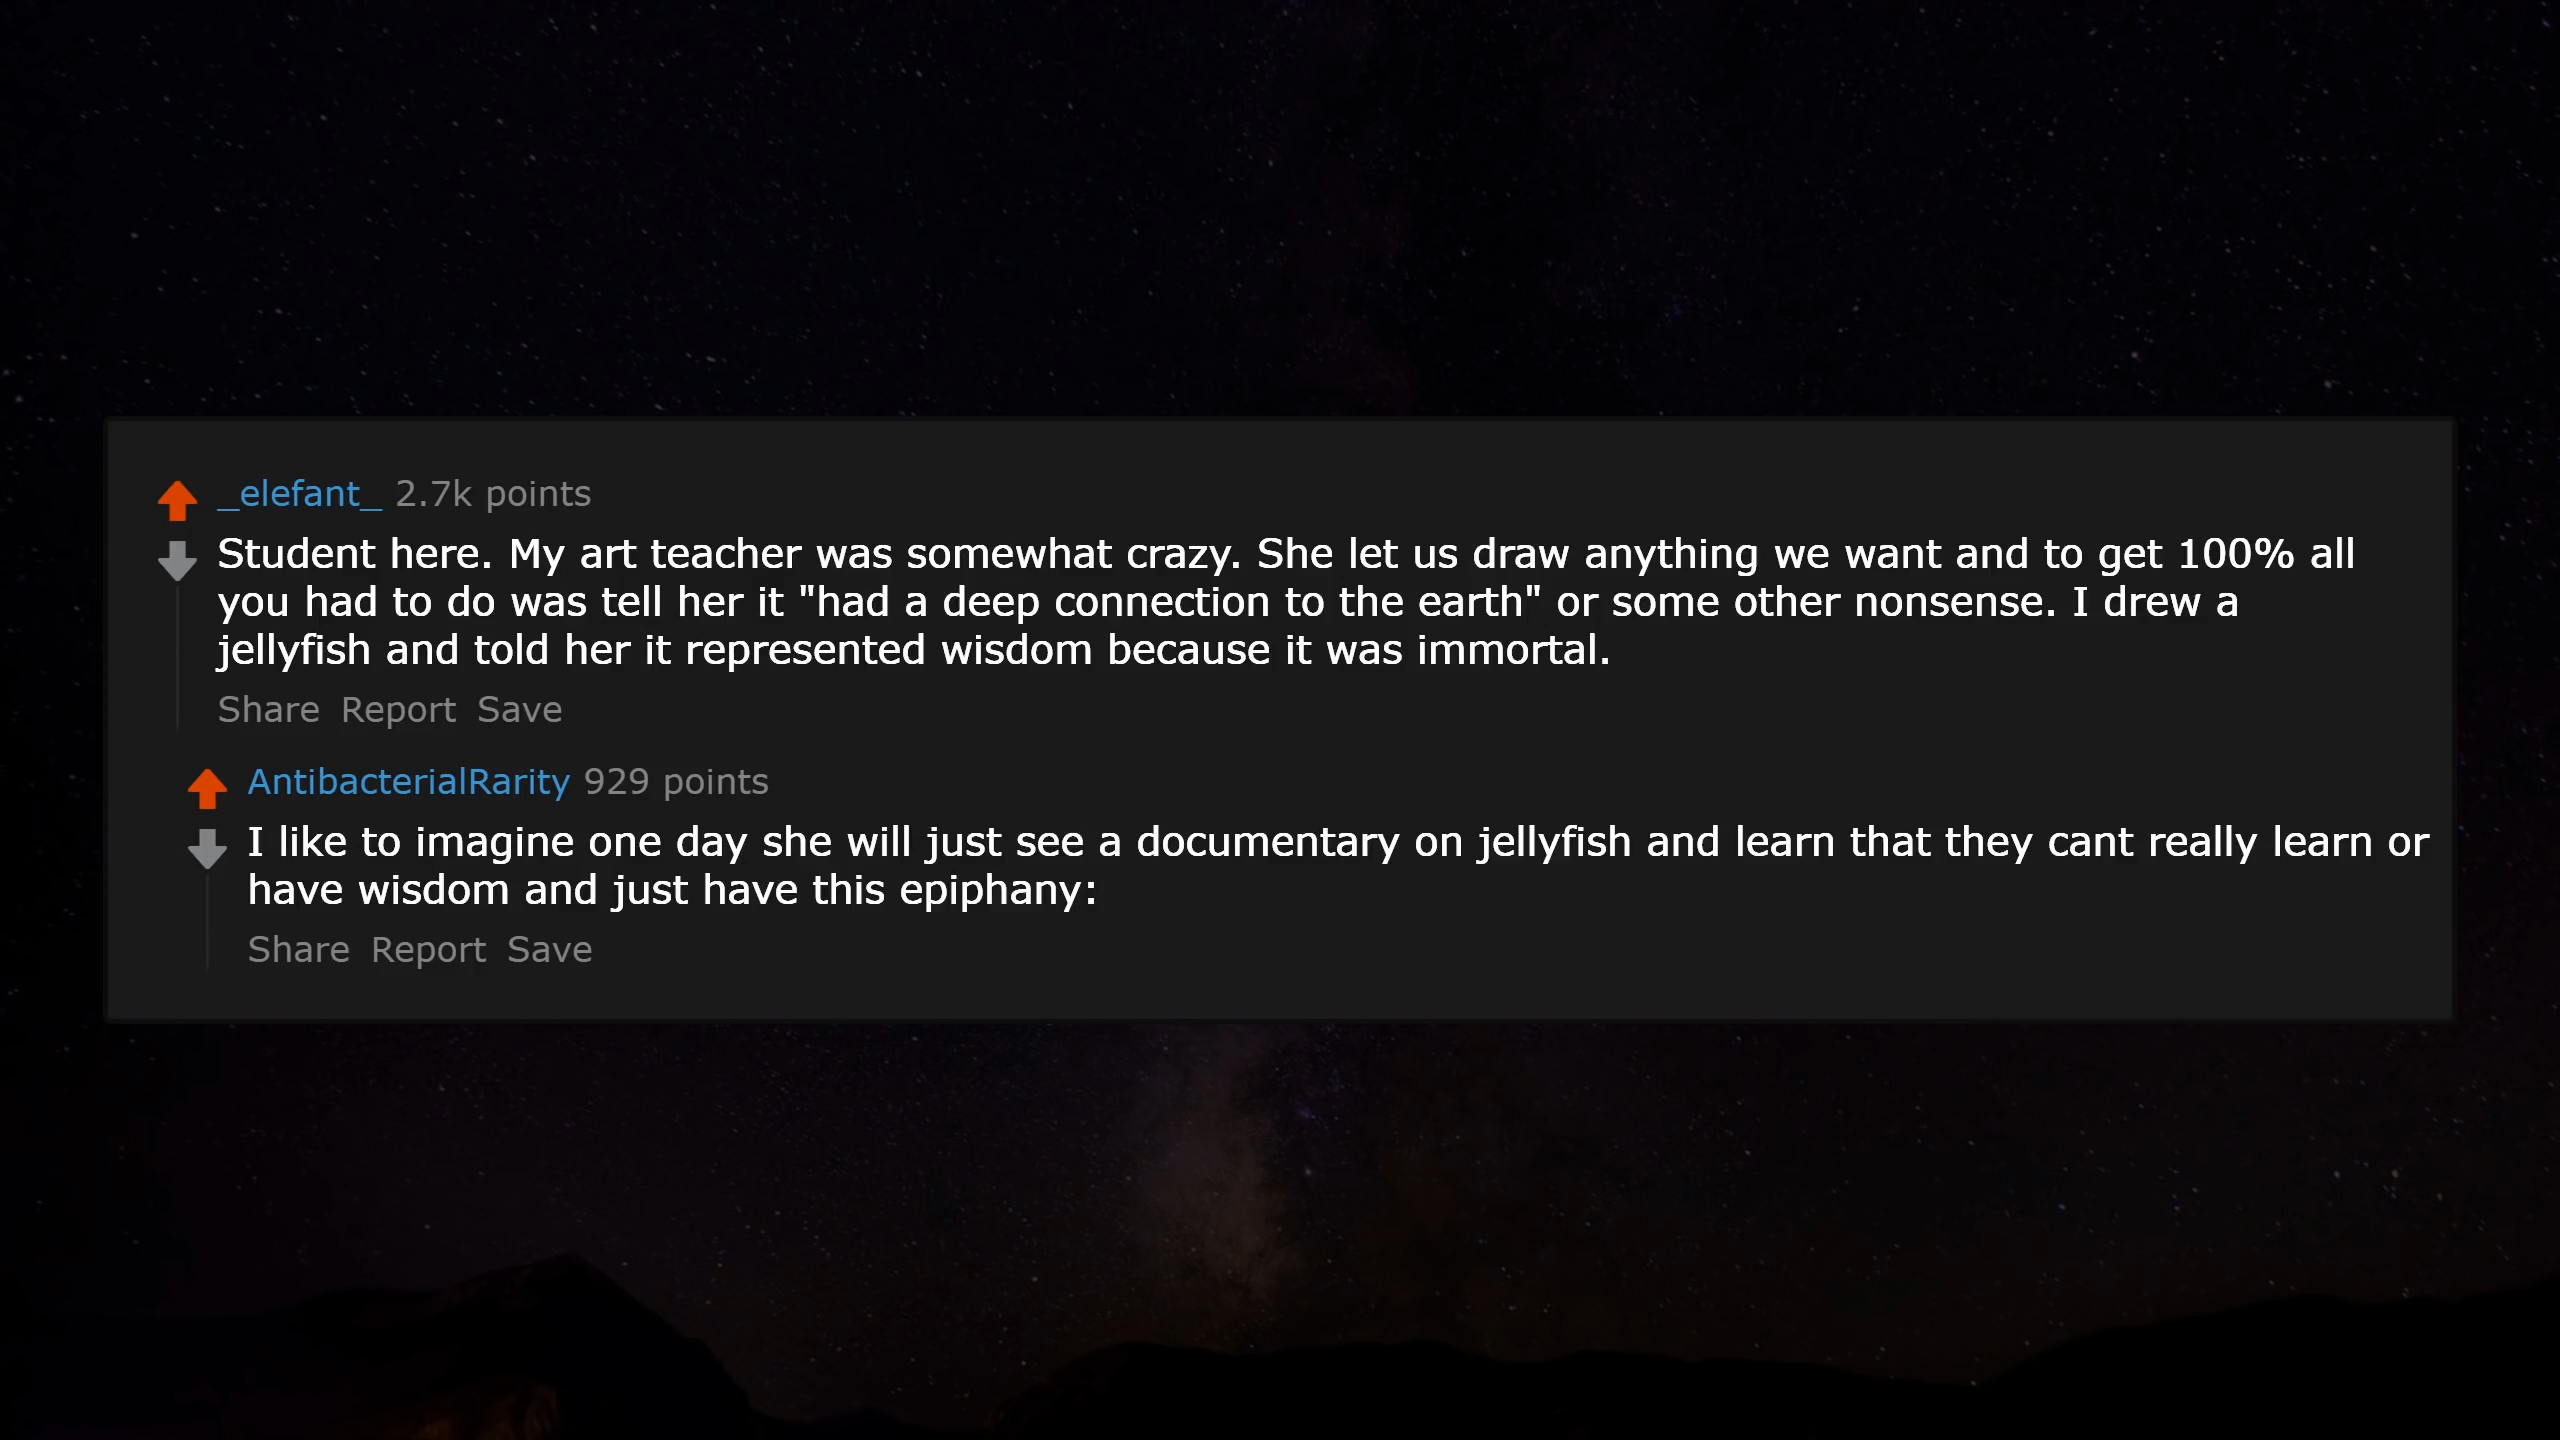 _elefant_ 2.7k points
Student here. My art teacher was somewhat crazy. She let us draw anything we want and to get 100% all
you had to do was tell her it "had a deep connection to the earth" or some other nonsense. I drew a
jellyfish and told her it represented wisdom because it was immortal.
Share Report Save
AntibacterialRarity 929 points
I like to imagine one day she will just see a documentary on jellyfish and learn that they cant really learn or
have wisdom and just have this epiphany:
Share Report Save